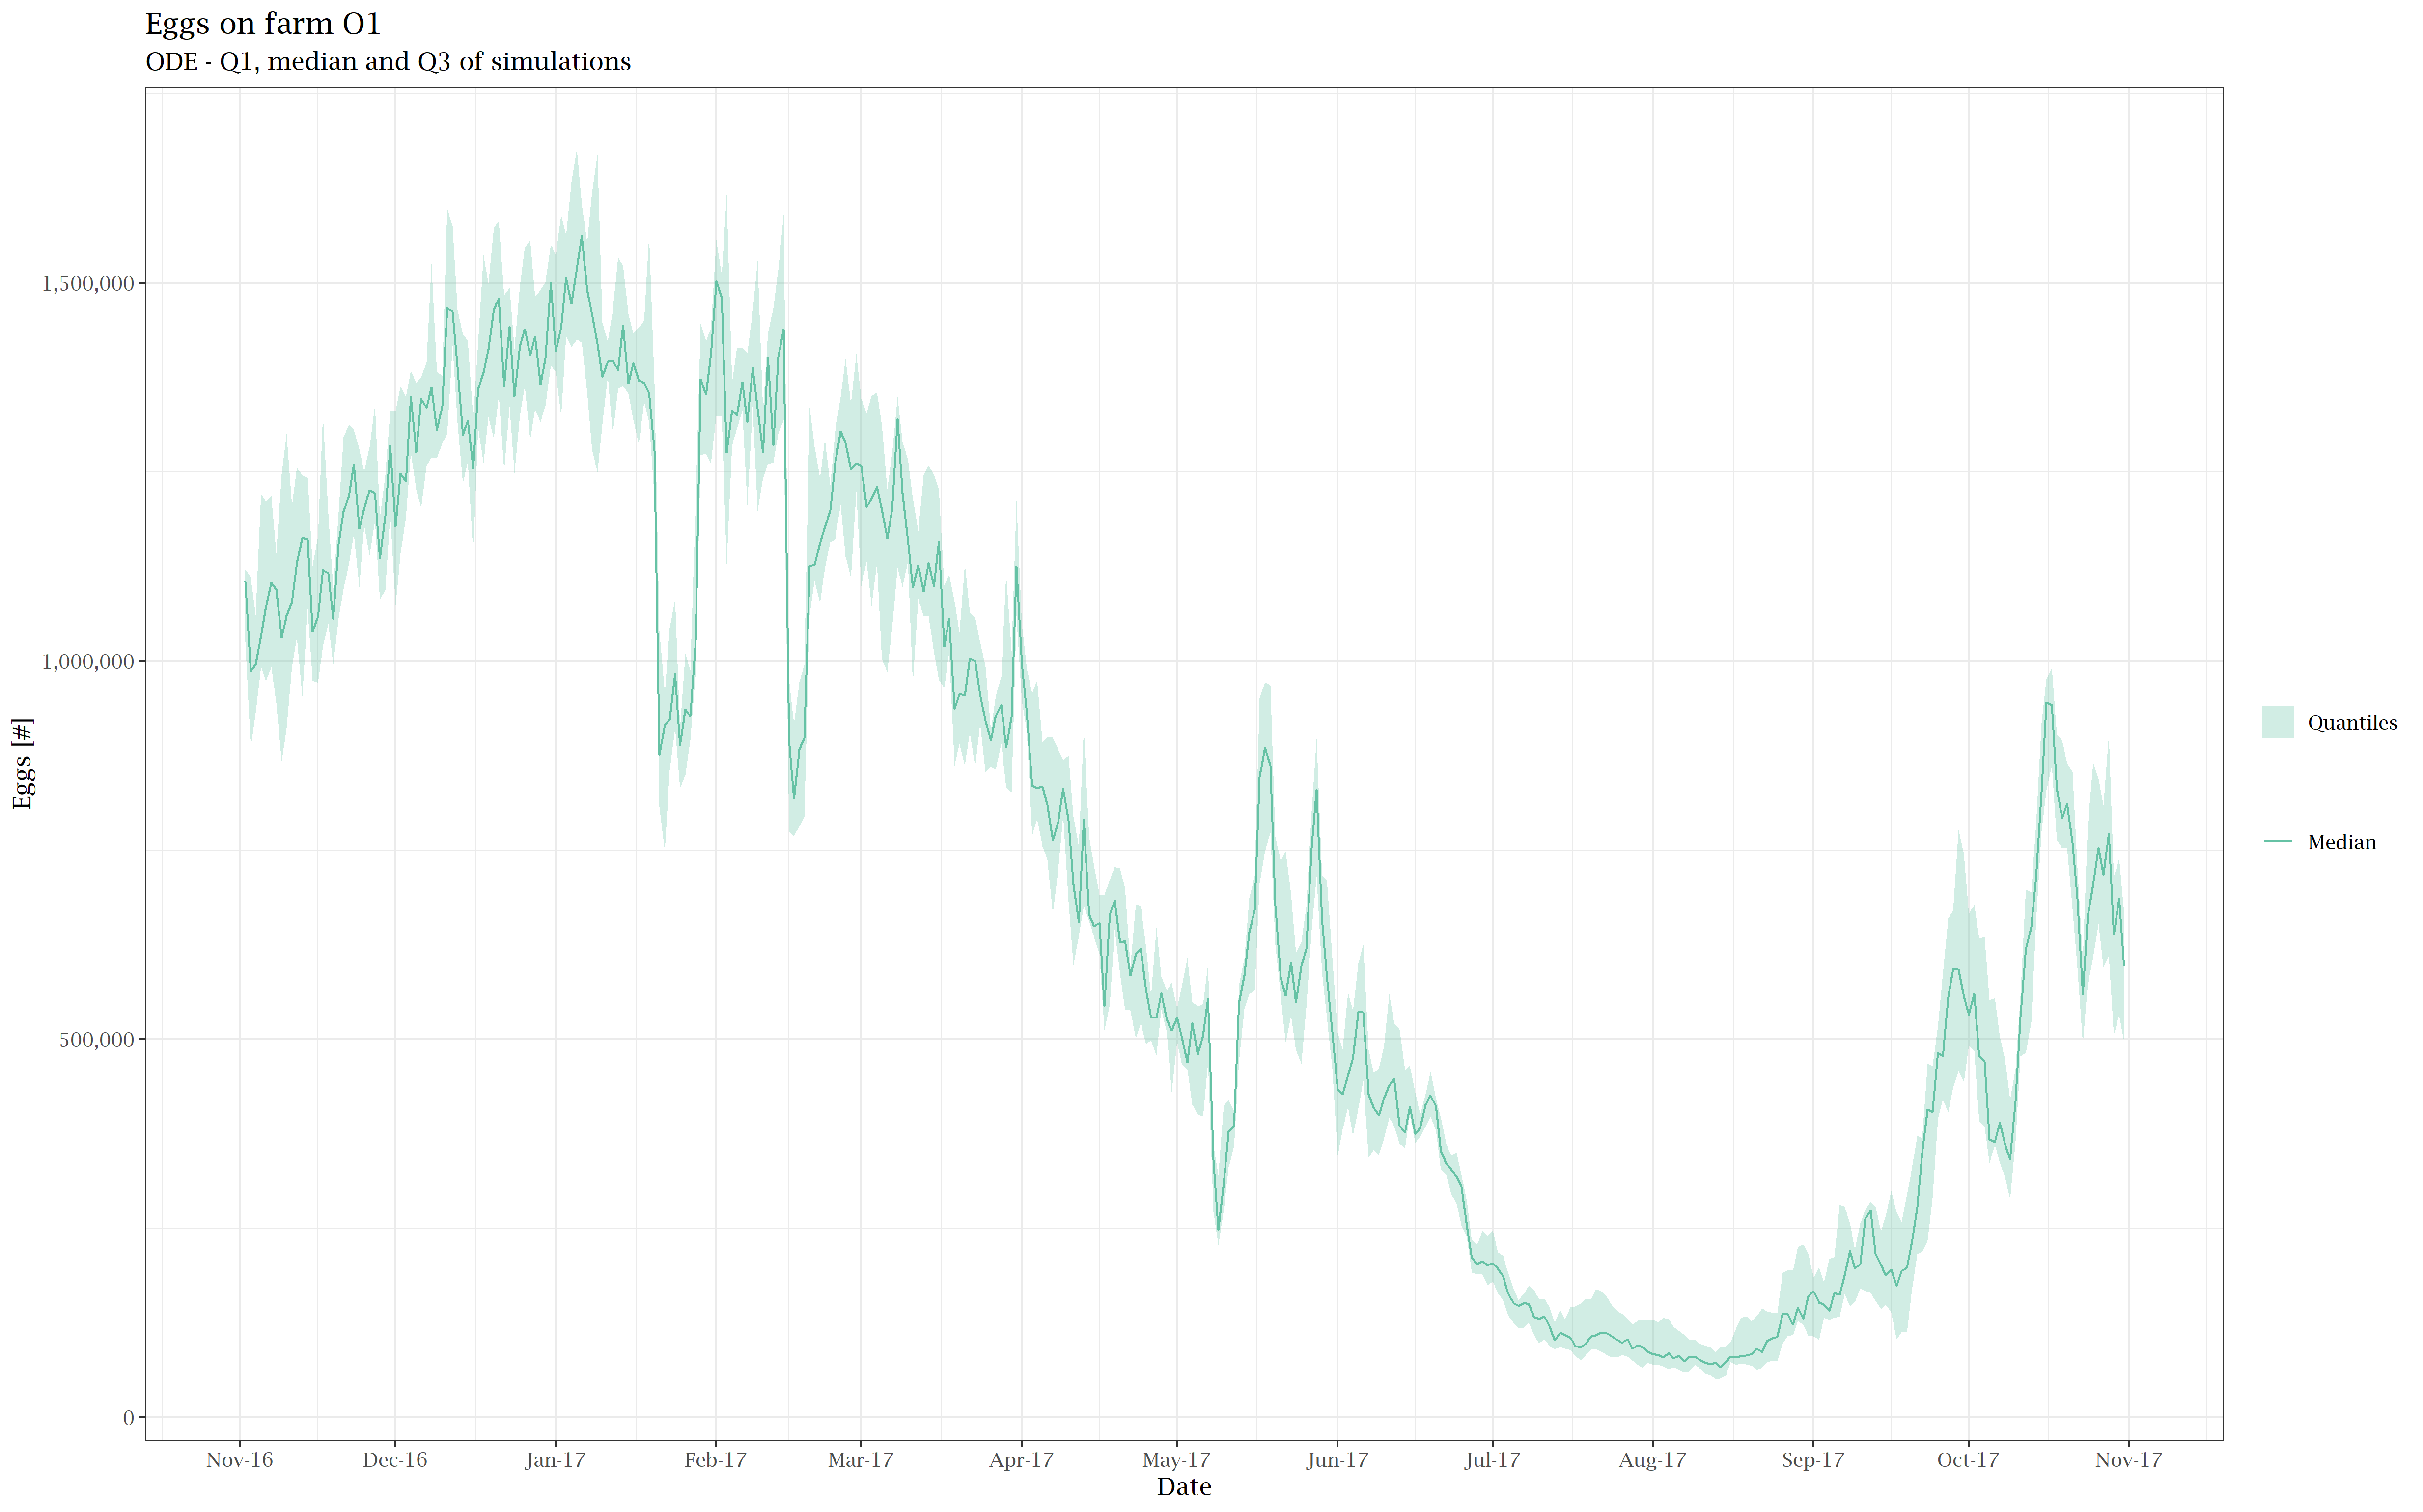 Eggs on farm O1
ODE - Q1, median and Q3 of simulations
Eggs [#]
1,500,000
1,000,000
500,000
0
Nov-16 Dec-16 Jan-17 Feb-17 Mar-17 Apr-17 May-17 Jun-17 Jul-17 Aug-17 Sep-17 Oct-17 Nov-17
Date
Quantiles
Median